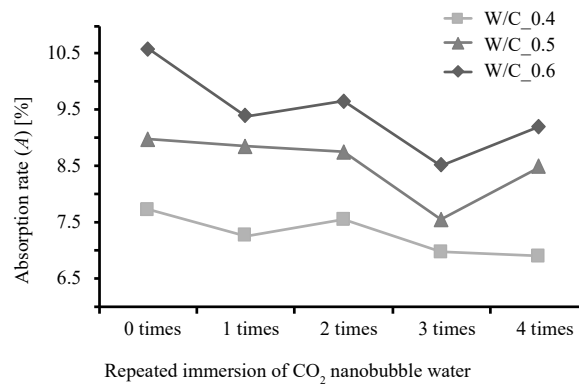 W/C_0.4
W/C_0.5
W/C_0.6
Absorption rate (A) [%]
10.5
9.5
8.5
7.5
6.5
0 times 1 times 2 times 3 times 4 times
Repeated immersion of CO₂ nanobubble water